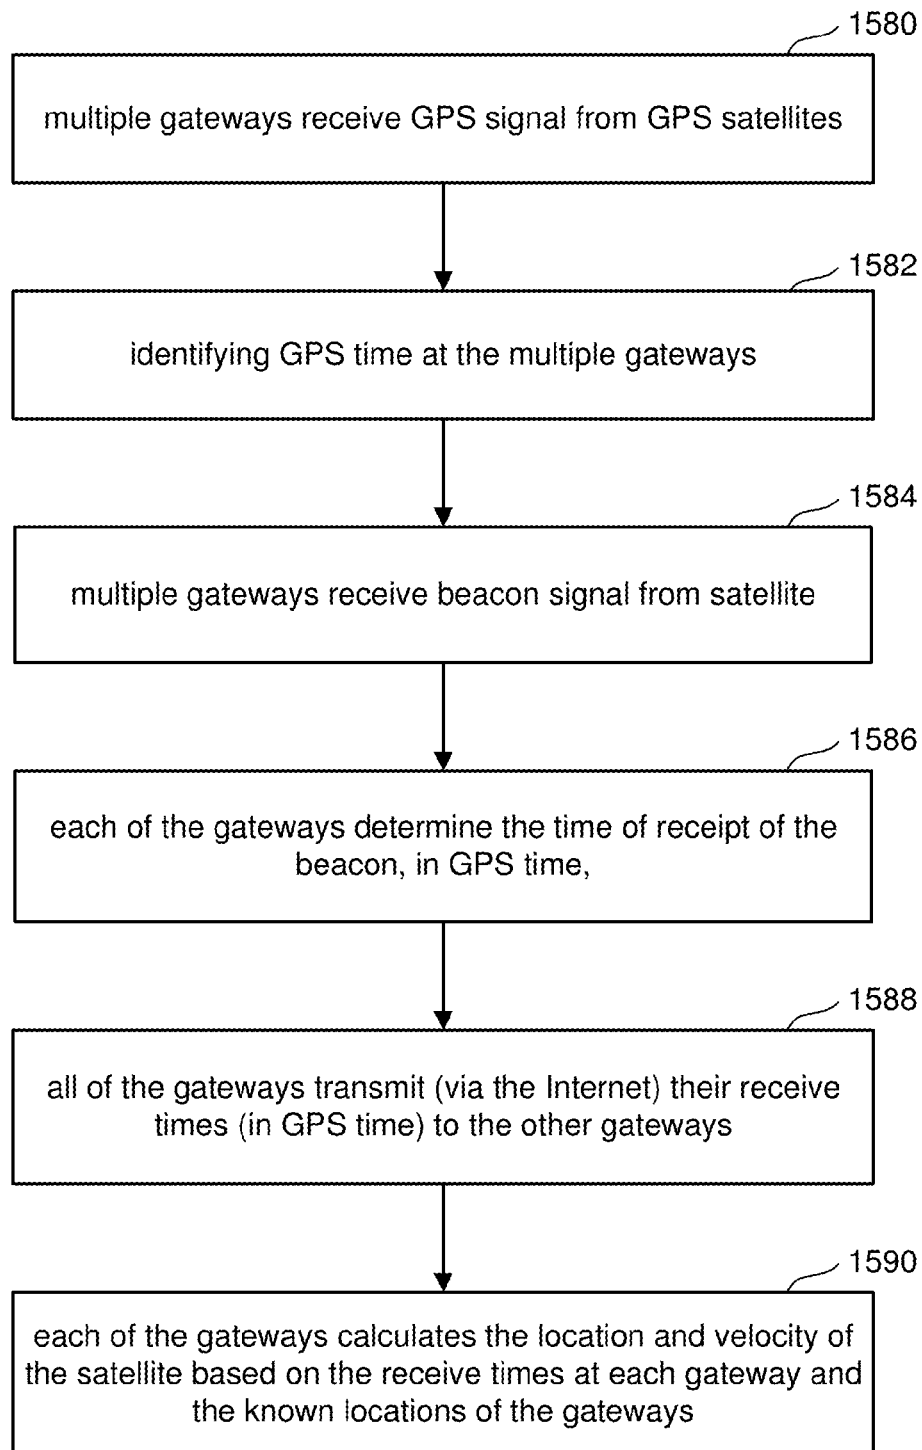 1580
multiple gateways receive GPS signal from GPS satellites
1582
identifying GPS time at the multiple gateways
1584
multiple gateways receive beacon signal from satellite
1586
each of the gateways determine the time of receipt of the
beacon, in GPS time,
1588
all of the gateways transmit (via the Internet) their receive
times (in GPS time) to the other gateways
1590
each of the gateways calculates the location and velocity of
the satellite based on the receive times at each gateway and
the known locations of the gateways